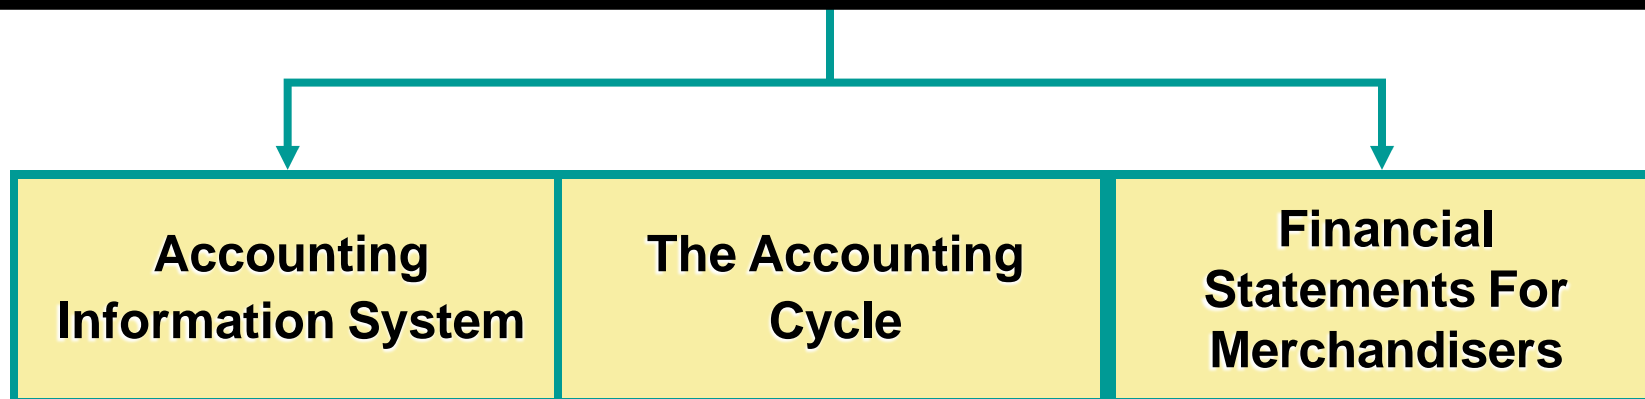 Accounting
Information System
The Accounting
Cycle
Financial
Statements For
Merchandisers